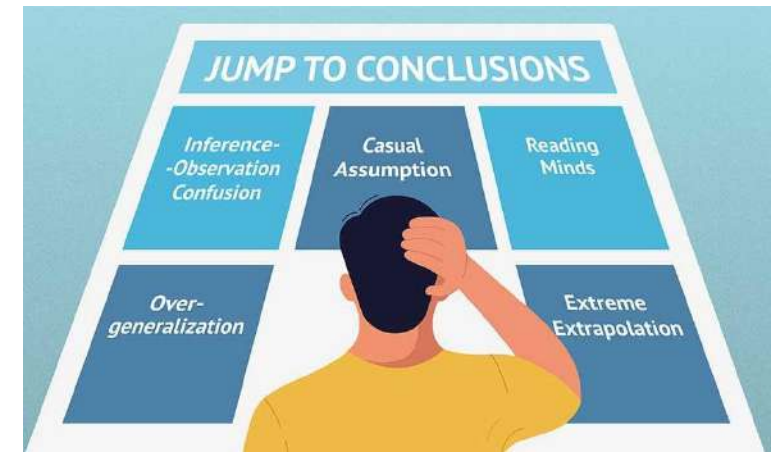 JUMP TO CONCLUSIONS
Inference-
-Observation
Confusion
Casual
Assumption
Reading
Minds
Over-
generalization
Extreme
Extrapolation